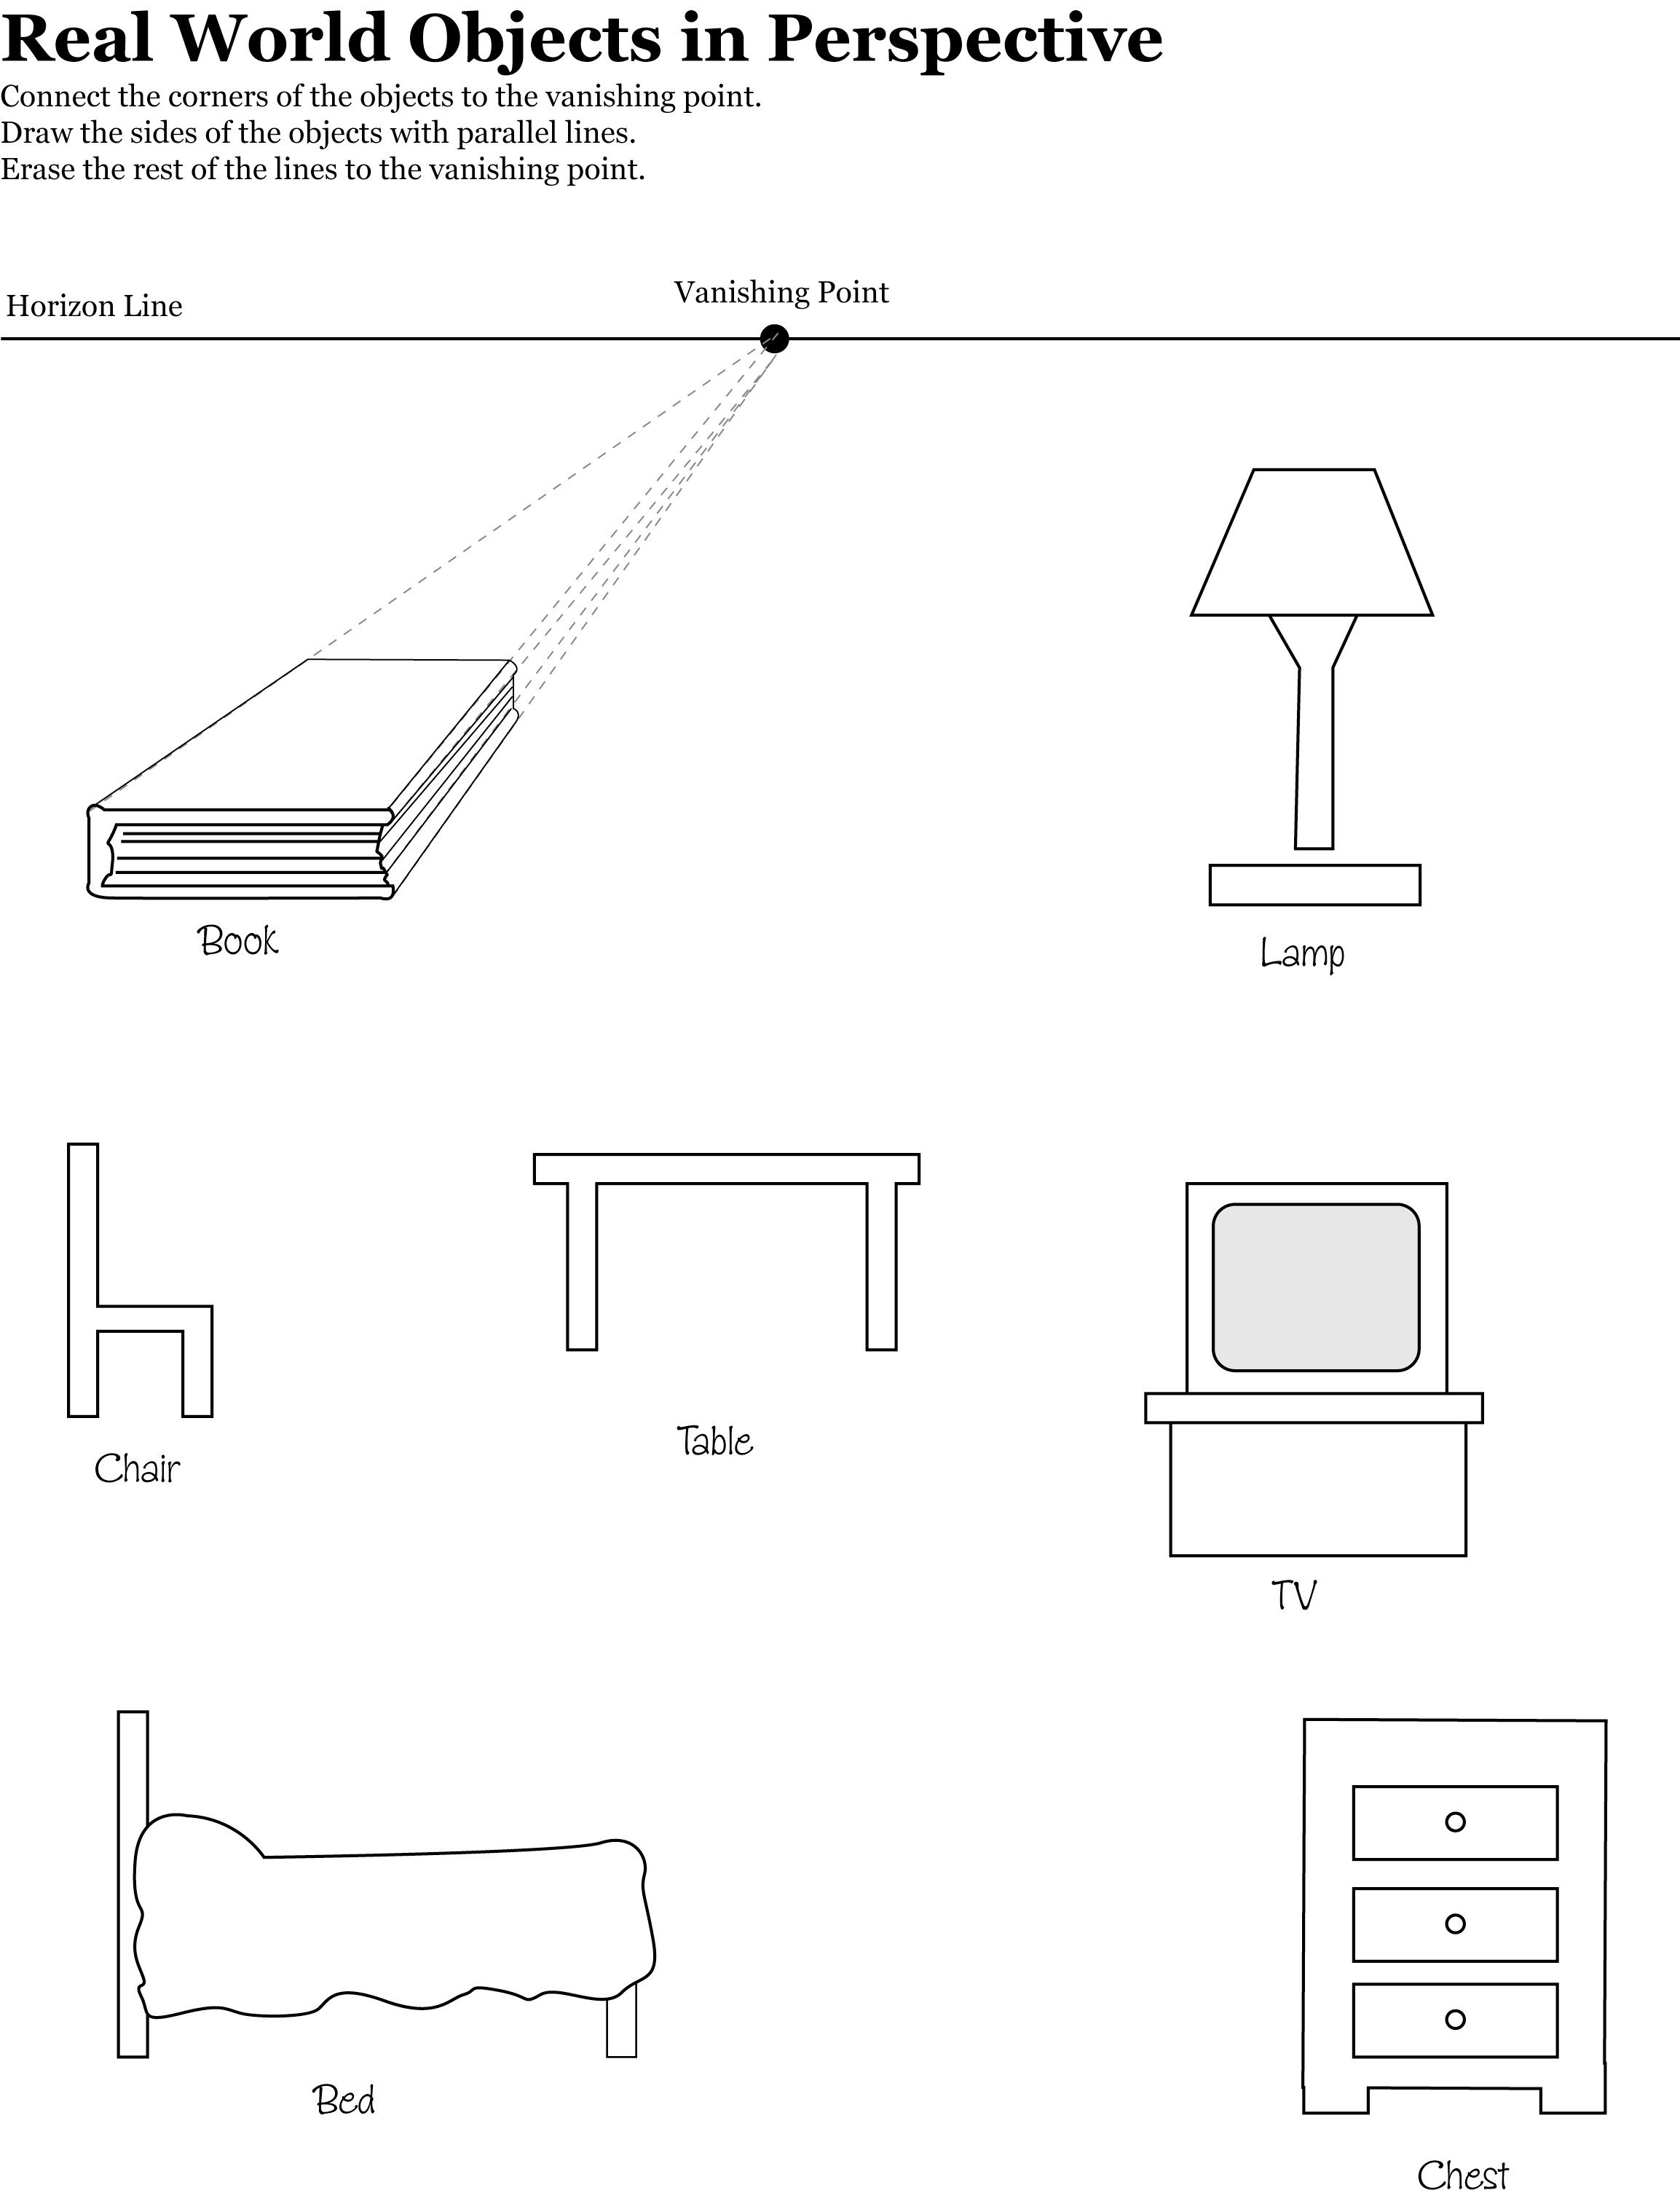 Real World Objects in Perspective
Connect the corners of the objects to the vanishing point.
Draw the sides of the objects with parallel lines.
Erase the rest of the lines to the vanishing point.
Horizon Line
Vanishing Point
Book
Lamp
Chair
Table
TV
Bed
Chest